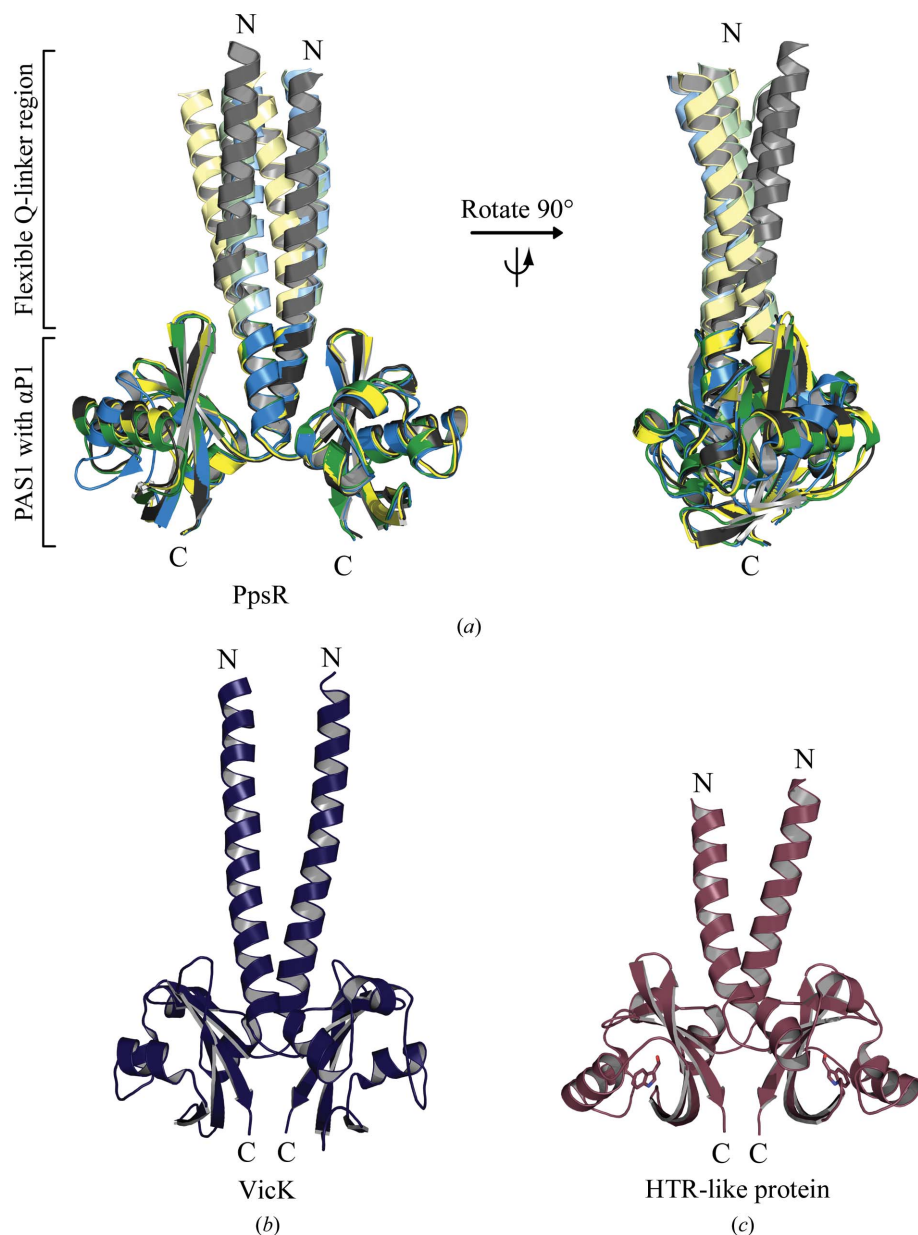 N
N
N
Flexible Q-linker region
Rotate 90°
PAS1 with αP1
C
C
C
PpsR
(a)
N
N
N
N
C
C
C
C
VicK
HTR-like protein
(b)
(c)